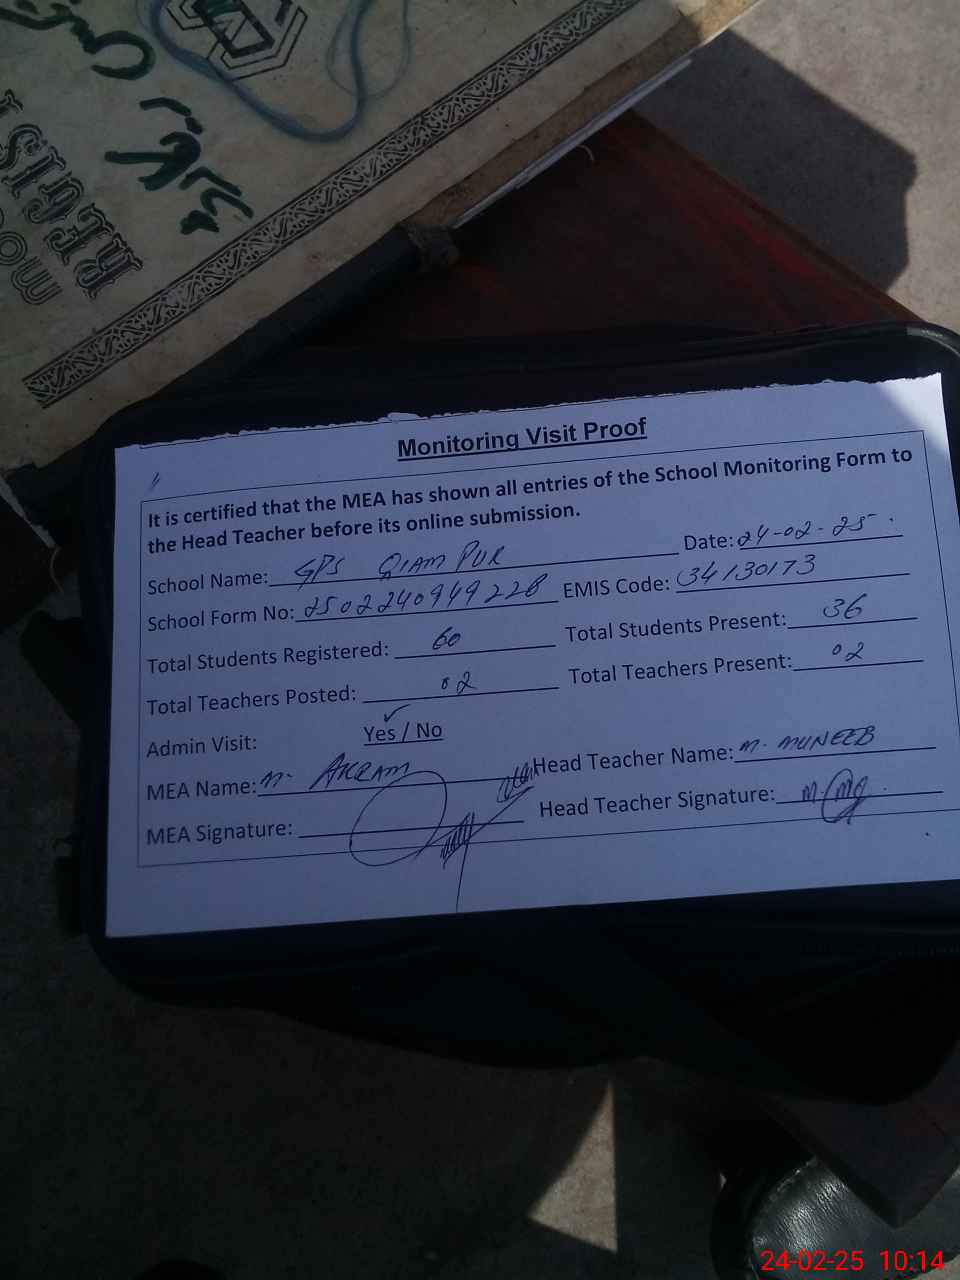 REGIST
Monitoring Visit Proof
It is certified that the MEA has shown all entries of the School Monitoring Form to
the Head Teacher before its online submission.
School Name: GPS QIAM PUR Date: 24-02-25
School Form No: 2502240949228 EMIS Code: 34130173
Total Students Registered: 60 Total Students Present: 36
Total Teachers Posted: 02 Total Teachers Present: 02
Admin Visit: Yes / No
MEA Name: M. AKRAM Head Teacher Name: M. MUNEEB
MEA Signature: Head Teacher Signature:
24-02-25 10:14